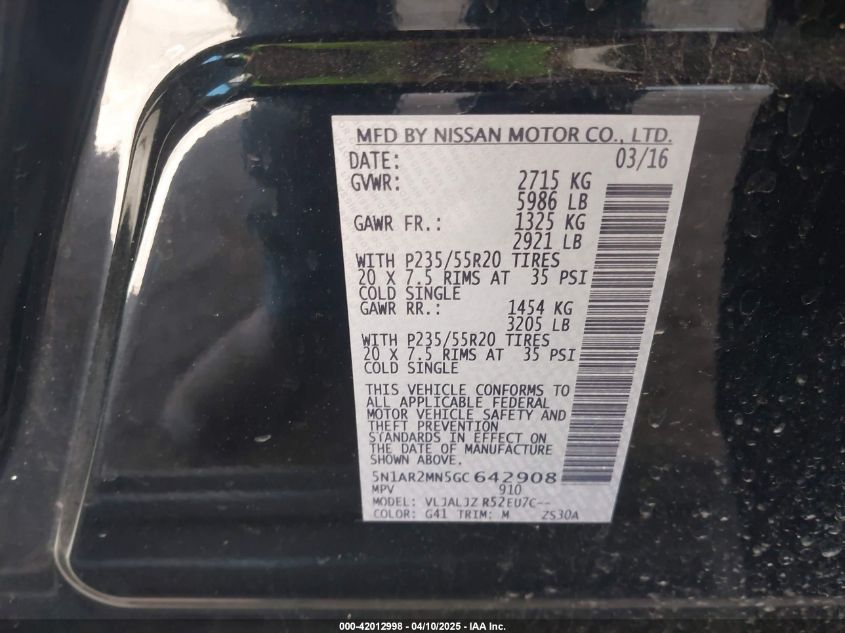 MFD BY NISSAN MOTOR CO., LTD.
DATE: 03/16
GVWR: 2715 KG
5986 LB
GAWR FR.: 1325 KG
2921 LB
WITH P235/55R20 TIRES
20 X 7.5 RIMS AT 35 PSI
COLD SINGLE
GAWR RR.: 1454 KG
3205 LB
WITH P235/55R20 TIRES
20 X 7.5 RIMS AT 35 PSI
COLD SINGLE
THIS VEHICLE CONFORMS TO
ALL APPLICABLE FEDERAL
MOTOR VEHICLE SAFETY AND
THEFT PREVENTION
STANDARDS IN EFFECT ON
THE DATE OF MANUFACTURE
SHOWN ABOVE.
5N1AR2MN5GC 642908
MPV 910
MODEL: VLJALJZ R52EU7C--
COLOR: G41 TRIM: M ZS30A
000-42012998 - 04/10/2025 - IAA Inc.